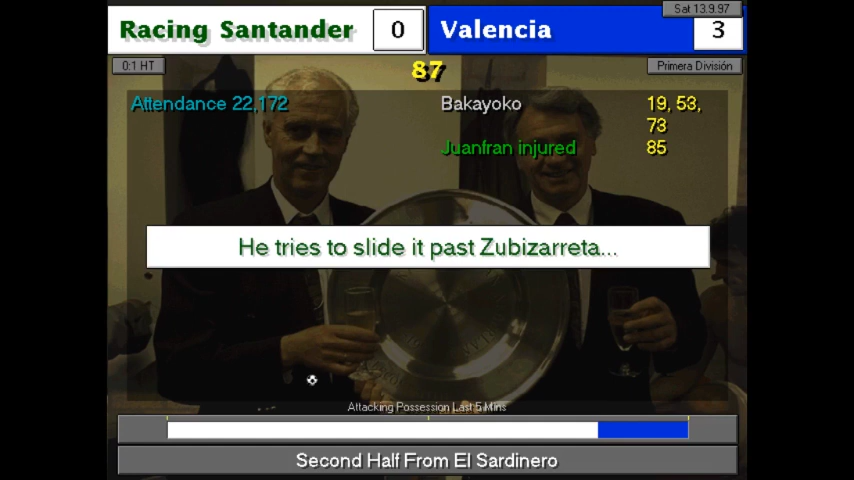 Sat 13.9.97
Racing Santander 0 Valencia 3
0:1 HT 87 Primera División
Attendance 22,172 Bakayoko 19, 53,
73
Juanfran injured 85
He tries to slide it past Zubizarreta...
Attacking Possession Last 5 Mins
Second Half From El Sardinero